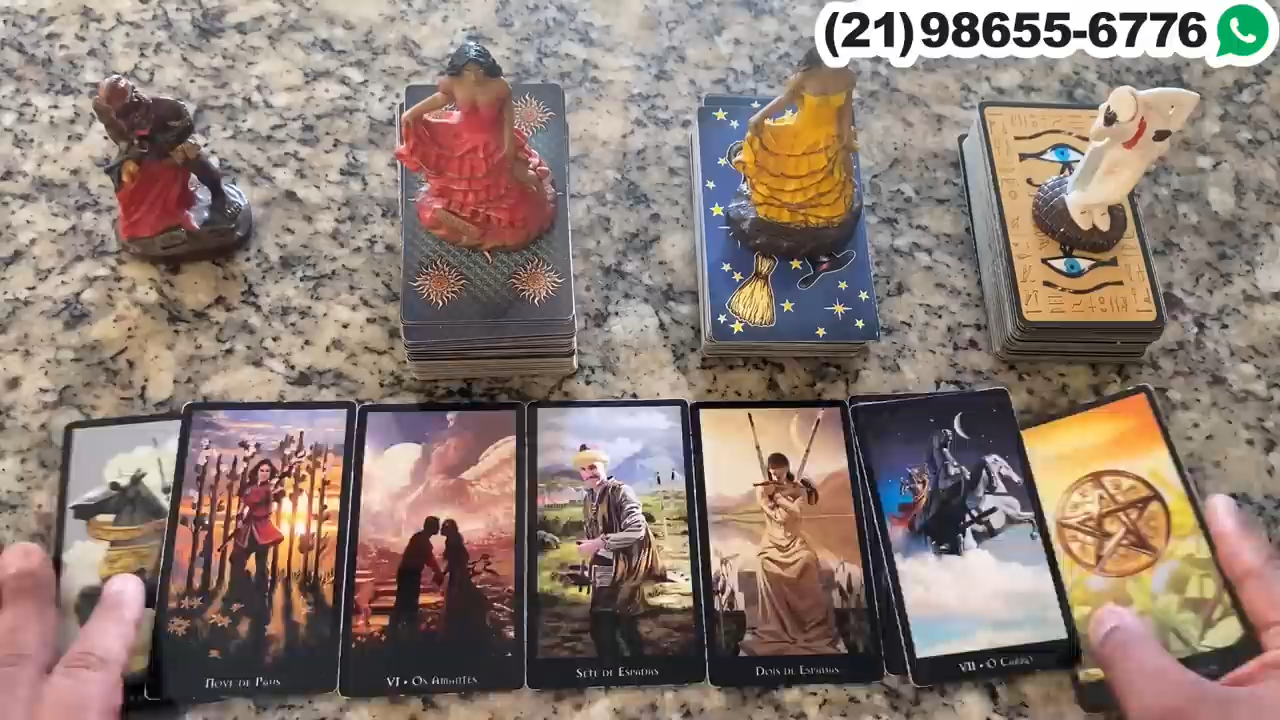 (21)98655-6776
NOVE DE PAUS
VI • OS AMANTES
SETE DE ESPADAS
DOIS DE ESPADAS
VII • O CARRO